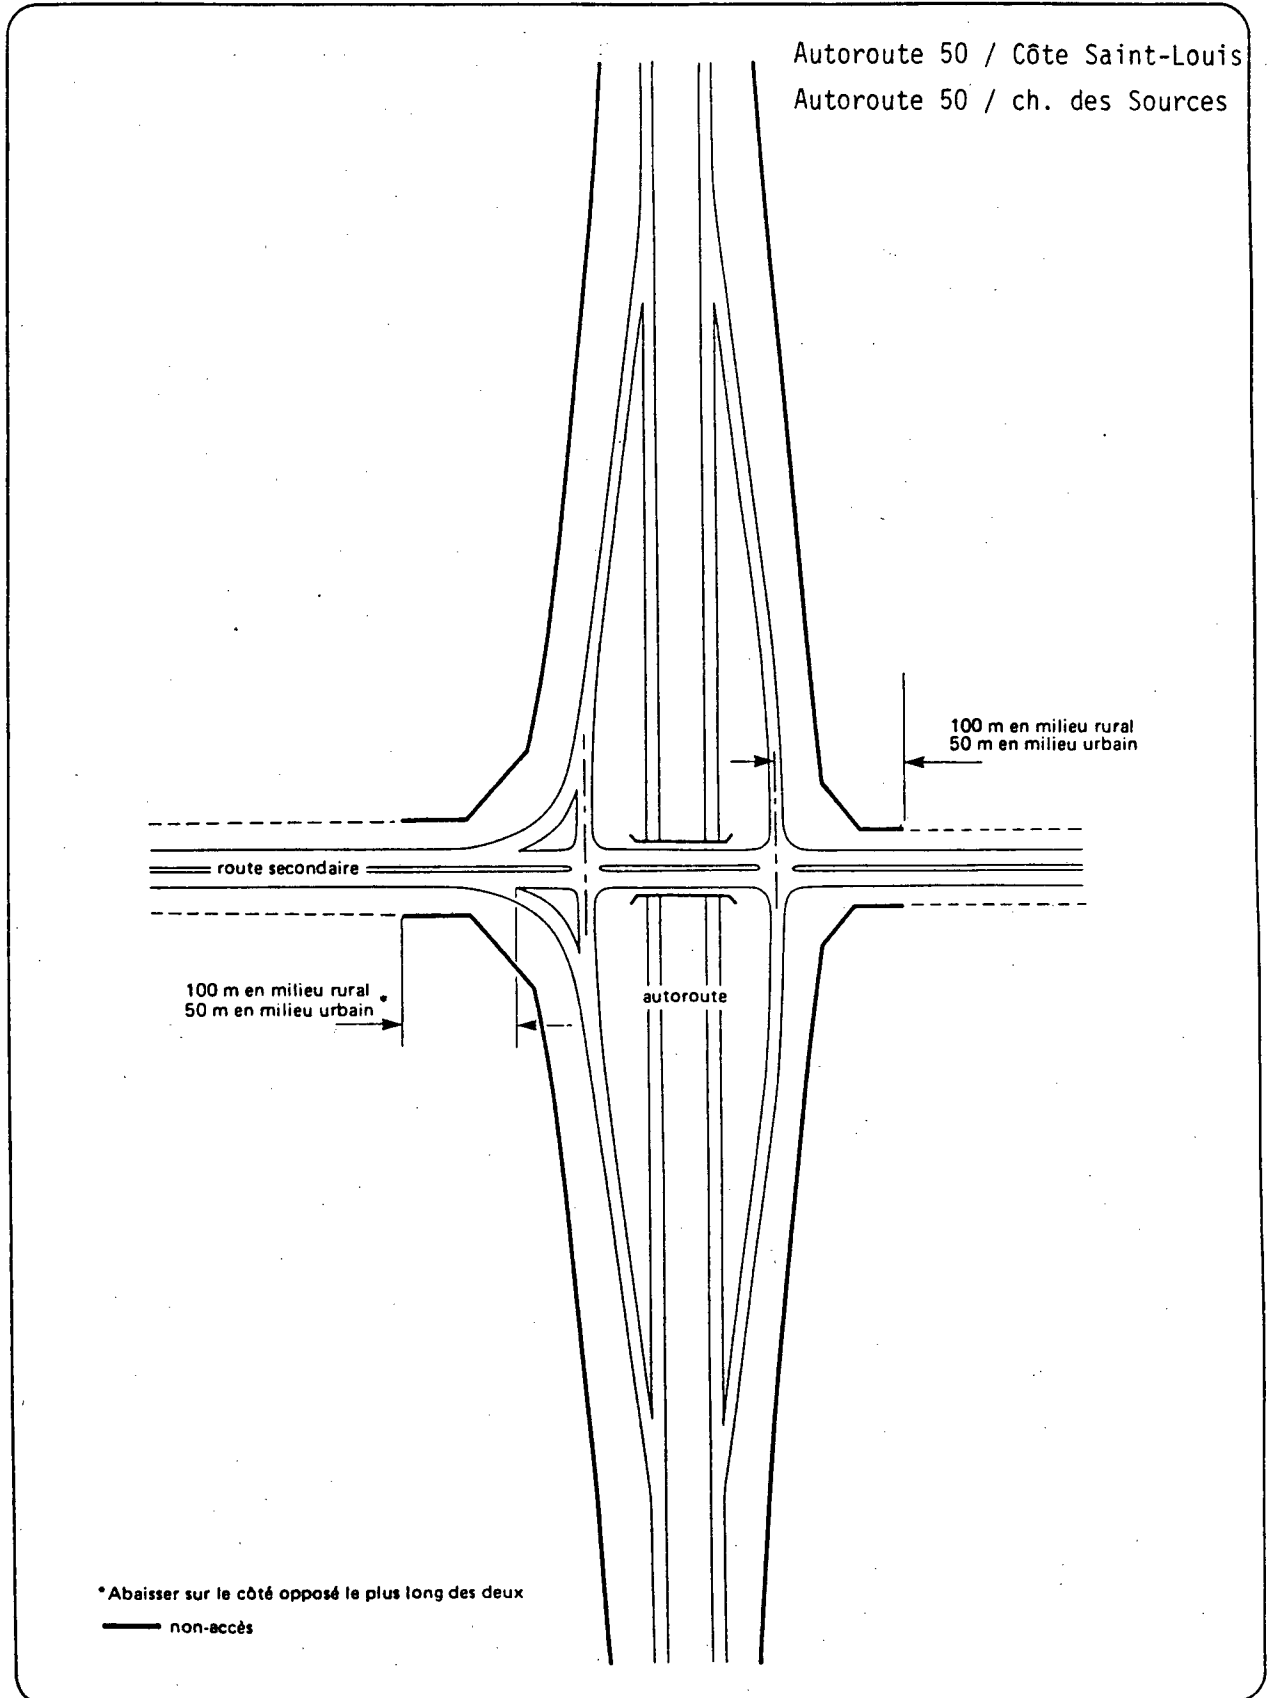 Autoroute 50 / Côte Saint-Louis
Autoroute 50 / ch. des Sources
100 m en milieu rural
50 m en milieu urbain
route secondaire
100 m en milieu rural *
50 m en milieu urbain
autoroute
*Abaisser sur le côté opposé le plus long des deux
non-accès